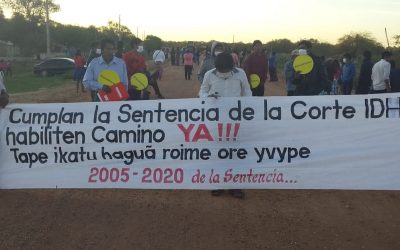 Cumplan la Sentencia de la Corte IDH
habiliten Camino YA!!!
Tape ikatu haguã roime ore yvype
2005-2020 de la Sentencia...